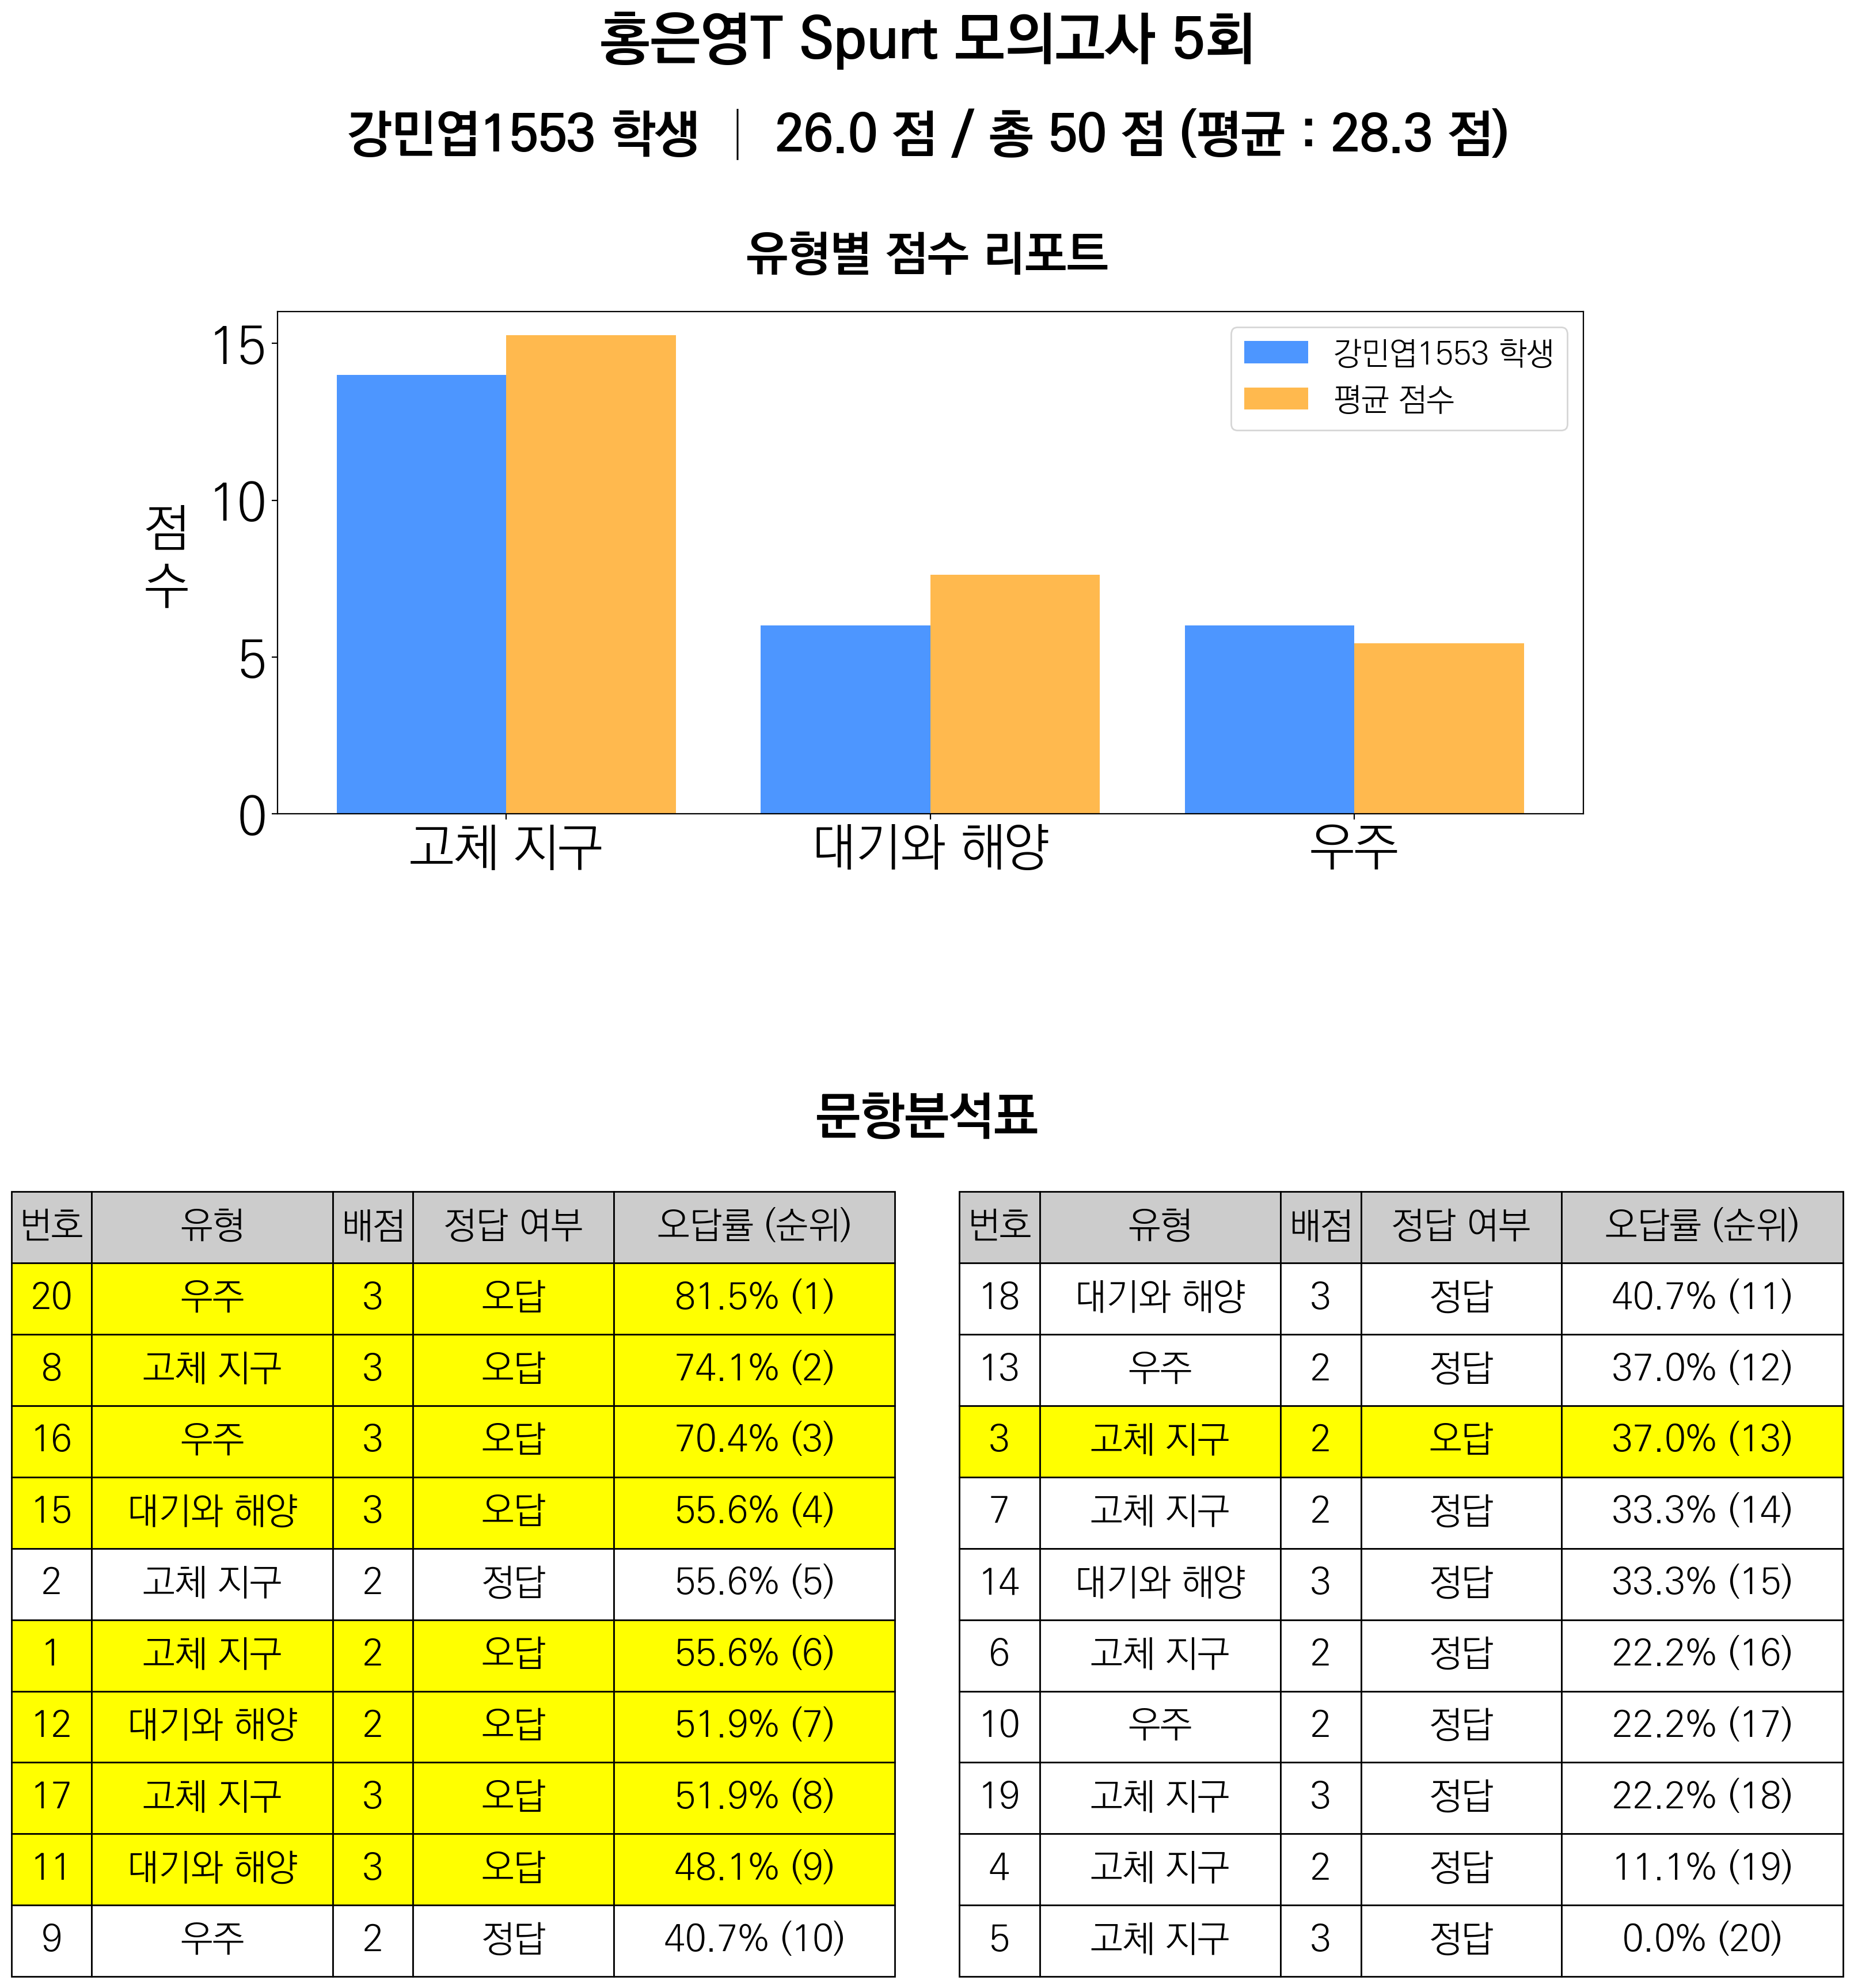 홍은영T Spurt 모의고사 5회
강민엽1553 학생 │ 26.0 점 / 총 50 점 (평균 : 28.3 점)
유형별 점수 리포트
15
10
5
0
점
수
강민엽1553 학생
평균 점수
고체 지구 대기와 해양 우주
문항분석표
번호 유형 배점 정답 여부 오답률 (순위)
20 우주 3 오답 81.5% (1)
8 고체 지구 3 오답 74.1% (2)
16 우주 3 오답 70.4% (3)
15 대기와 해양 3 오답 55.6% (4)
2 고체 지구 2 정답 55.6% (5)
1 고체 지구 2 오답 55.6% (6)
12 대기와 해양 2 오답 51.9% (7)
17 고체 지구 3 오답 51.9% (8)
11 대기와 해양 3 오답 48.1% (9)
9 우주 2 정답 40.7% (10)
번호 유형 배점 정답 여부 오답률 (순위)
18 대기와 해양 3 정답 40.7% (11)
13 우주 2 정답 37.0% (12)
3 고체 지구 2 오답 37.0% (13)
7 고체 지구 2 정답 33.3% (14)
14 대기와 해양 3 정답 33.3% (15)
6 고체 지구 2 정답 22.2% (16)
10 우주 2 정답 22.2% (17)
19 고체 지구 3 정답 22.2% (18)
4 고체 지구 2 정답 11.1% (19)
5 고체 지구 3 정답 0.0% (20)